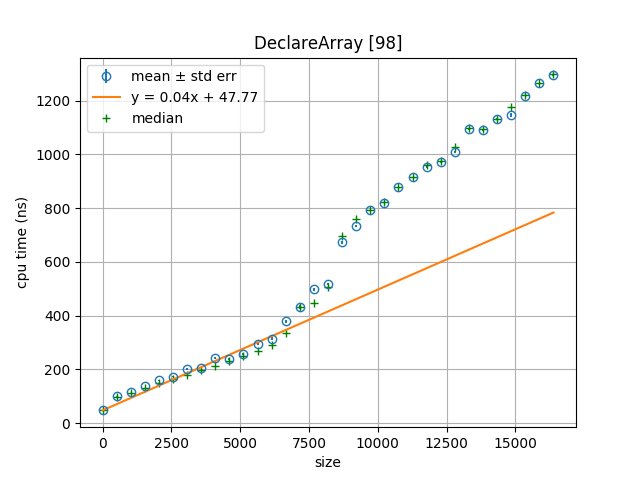 DeclareArray [98]
mean ± std err
y = 0.04x + 47.77
median
1200
1000
800
600
400
200
0
cpu time (ns)
0 2500 5000 7500 10000 12500 15000
size